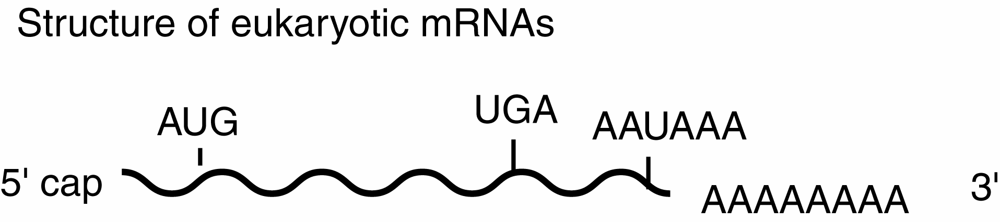 Structure of eukaryotic mRNAs
AUG UGA AAUAAA
5' cap AAAAAAAA 3'